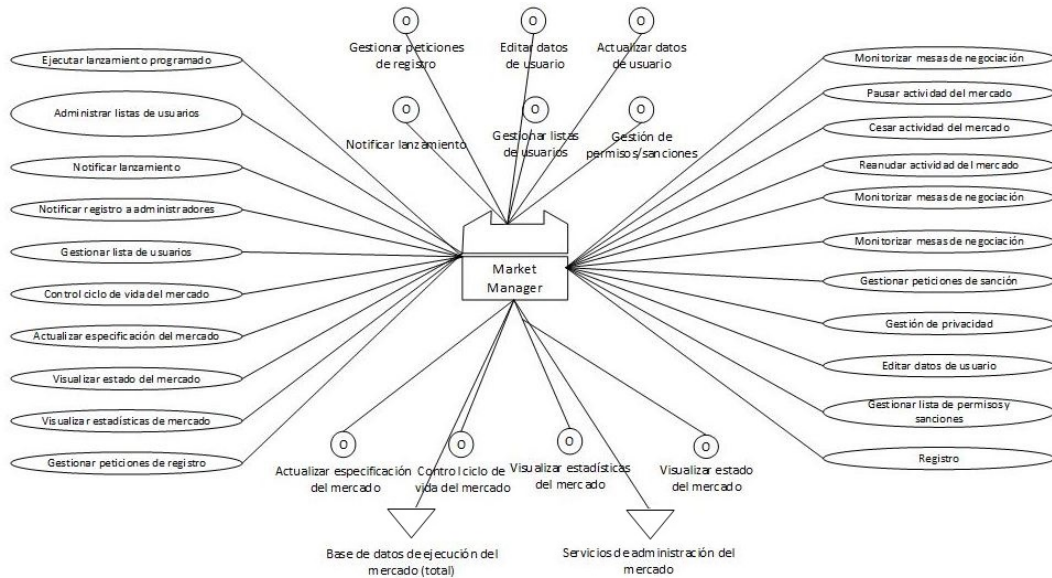 O
O
O
Gestionar peticiones
de registro
Editar datos
de usuario
Actualizar datos
de usuario
O
O
O
Notificar lanzamiento
Gestionar listas
de usuarios
Gestión de
permisos/sanciones
Ejecutar lanzamiento programado
Administrar listas de usuarios
Notificar lanzamiento
Notificar registro a administradores
Gestionar lista de usuarios
Control ciclo de vida del mercado
Actualizar especificación del mercado
Visualizar estado del mercado
Visualizar estadísticas de mercado
Gestionar peticiones de registro
Market
Manager
Monitorizar mesas de negociación
Pausar actividad del mercado
Cesar actividad del mercado
Reanudar actividad del mercado
Monitorizar mesas de negociación
Monitorizar mesas de negociación
Gestionar peticiones de sanción
Gestión de privacidad
Editar datos de usuario
Gestionar lista de permisos y
sanciones
Registro
O
O
O
O
Actualizar especificación
del mercado
Control ciclo de
vida del mercado
Visualizar estadísticas
del mercado
Visualizar estado
del mercado
Base de datos de ejecución del
mercado (total)
Servicios de administración del
mercado